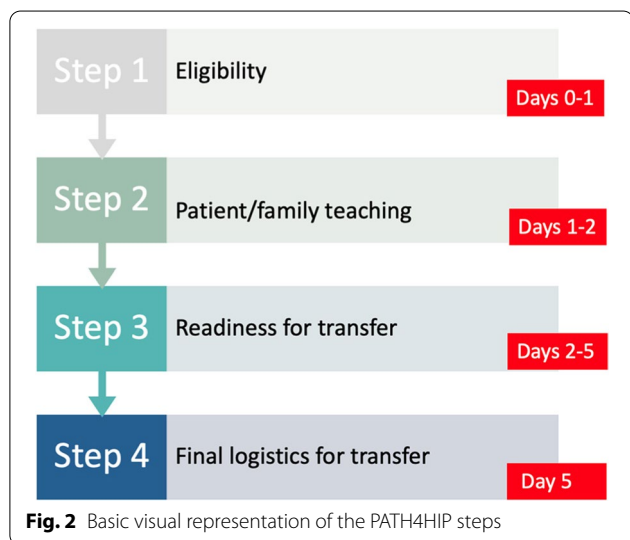 Step 1
Eligibility
Days 0-1
Step 2
Patient/family teaching
Days 1-2
Step 3
Readiness for transfer
Days 2-5
Step 4
Final logistics for transfer
Day 5
Fig. 2 Basic visual representation of the PATH4HIP steps